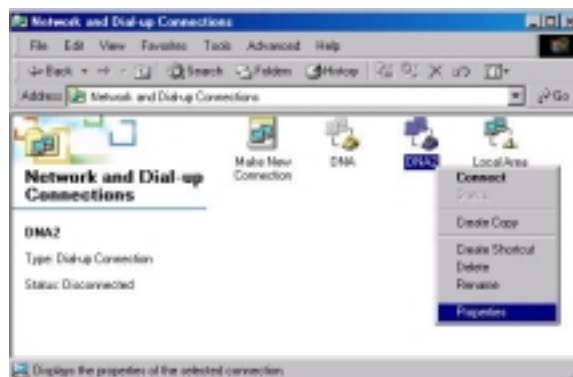 Network and Dial-up Connections
File Edit View Favorites Tools Advanced Help
Back Search Folders History
Address Network and Dial-up Connections Go
Make New Connection
DNA
DNA2
Local Area
Network and Dial-up Connections
DNA2
Type: Dial-up Connection
Status: Disconnected
Connect
Status
Create Copy
Create Shortcut
Delete
Rename
Properties
Displays the properties of the selected connection.